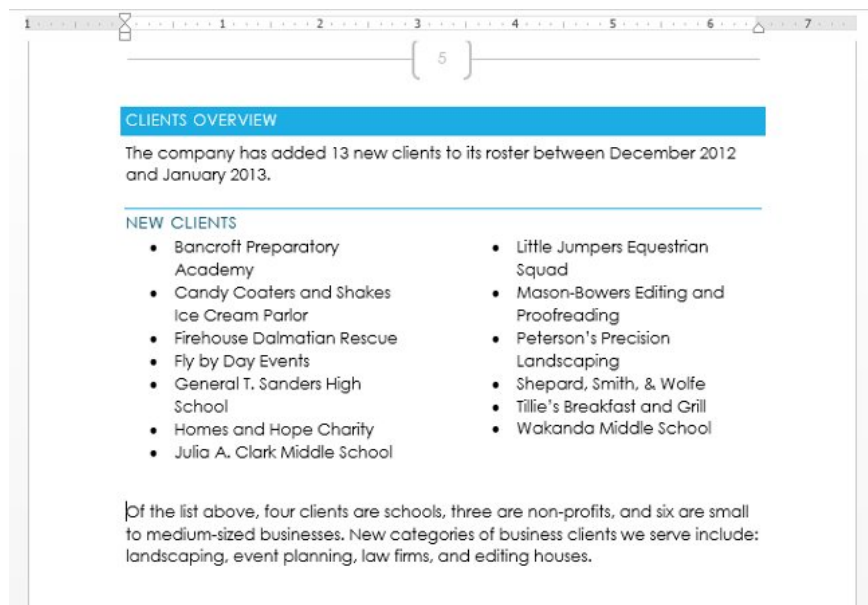 1 1 2 3 4 5 6 7
5
CLIENTS OVERVIEW
The company has added 13 new clients to its roster between December 2012
and January 2013.
NEW CLIENTS
• Bancroft Preparatory
Academy
• Candy Coaters and Shakes
Ice Cream Parlor
• Firehouse Dalmatian Rescue
• Fly by Day Events
• General T. Sanders High
School
• Homes and Hope Charity
• Julia A. Clark Middle School
• Little Jumpers Equestrian
Squad
• Mason-Bowers Editing and
Proofreading
• Peterson’s Precision
Landscaping
• Shepard, Smith, & Wolfe
• Tillie’s Breakfast and Grill
• Wakanda Middle School
Of the list above, four clients are schools, three are non-profits, and six are small
to medium-sized businesses. New categories of business clients we serve include:
landscaping, event planning, law firms, and editing houses.